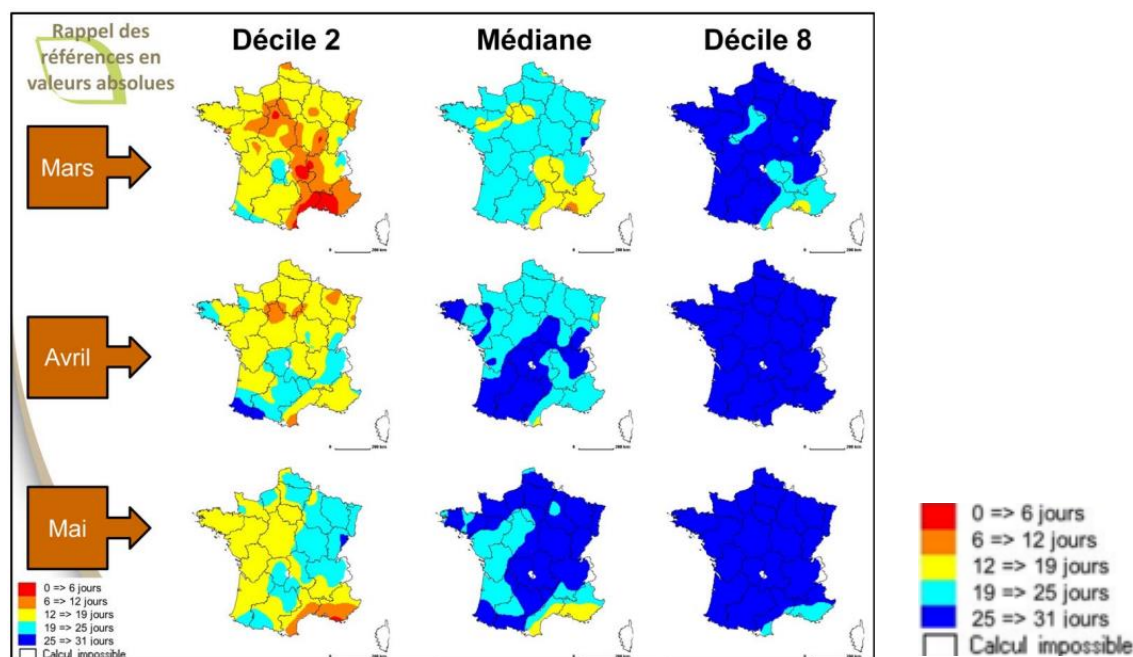 Rappel des
références en
valeurs absolues
Décile 2
Médiane
Décile 8
Mars
Avril
Mai
0 => 6 jours
6 => 12 jours
12 => 19 jours
19 => 25 jours
25 => 31 jours
Calcul impossible
0 => 6 jours
6 => 12 jours
12 => 19 jours
19 => 25 jours
25 => 31 jours
Calcul impossible